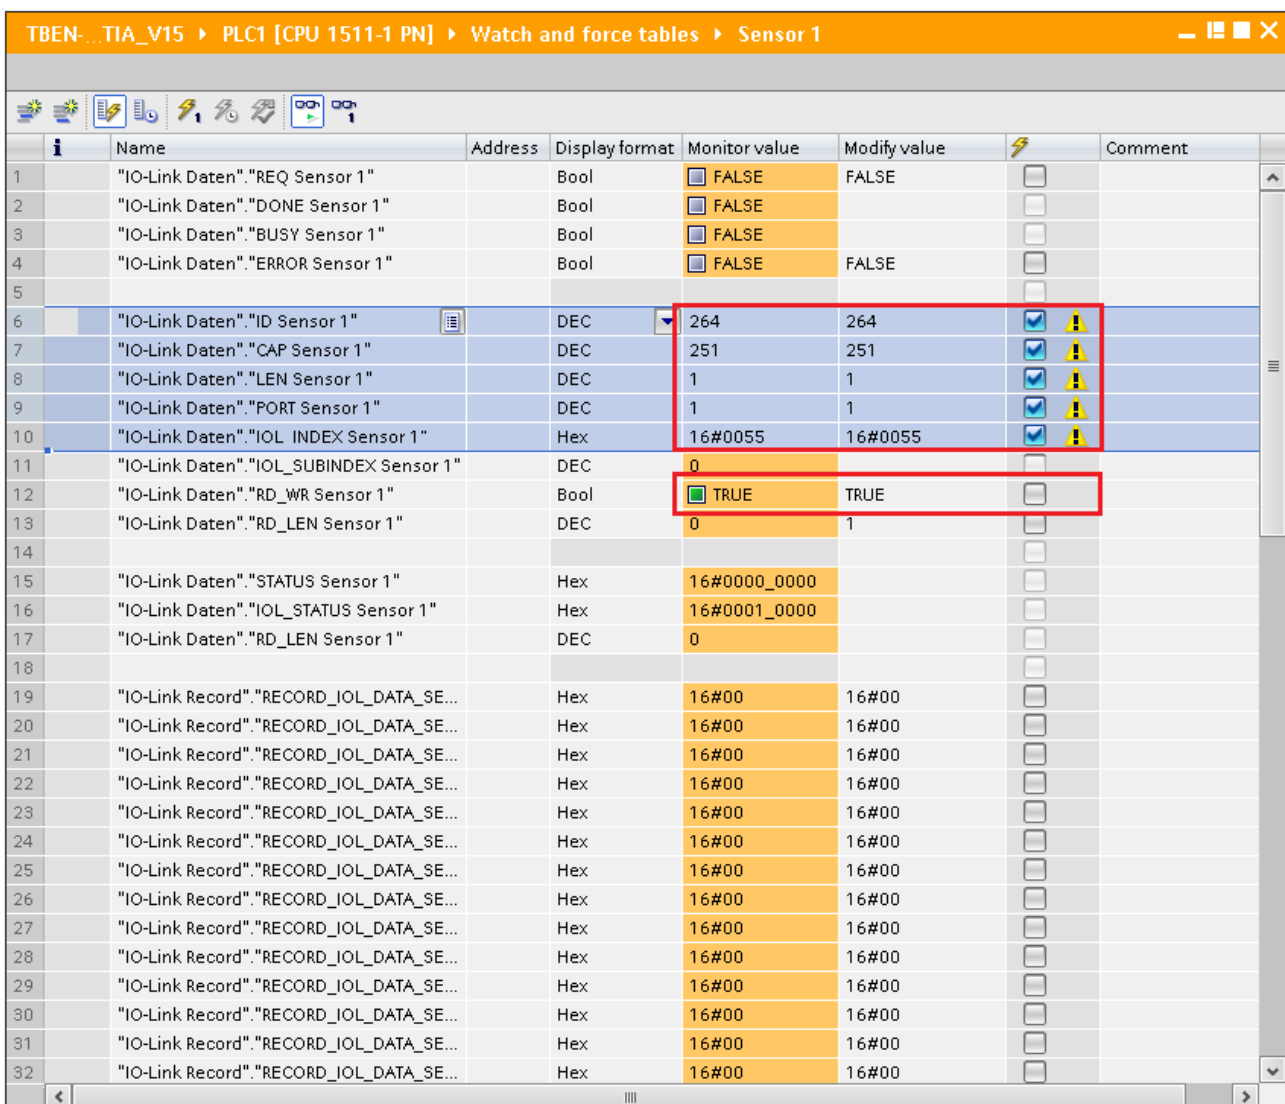 TBEN-...TIA_V15 ▸ PLC1 [CPU 1511-1 PN] ▸ Watch and force tables ▸ Sensor 1
i Name Address Display format Monitor value Modify value Comment
1 "IO-Link Daten"."REQ Sensor 1" Bool FALSE FALSE
2 "IO-Link Daten"."DONE Sensor 1" Bool FALSE
3 "IO-Link Daten"."BUSY Sensor 1" Bool FALSE
4 "IO-Link Daten"."ERROR Sensor 1" Bool FALSE FALSE
5
6 "IO-Link Daten"."ID Sensor 1" DEC 264 264
7 "IO-Link Daten"."CAP Sensor 1" DEC 251 251
8 "IO-Link Daten"."LEN Sensor 1" DEC 1 1
9 "IO-Link Daten"."PORT Sensor 1" DEC 1 1
10 "IO-Link Daten"."IOL_INDEX Sensor 1" Hex 16#0055 16#0055
11 "IO-Link Daten"."IOL_SUBINDEX Sensor 1" DEC 0
12 "IO-Link Daten"."RD_WR Sensor 1" Bool TRUE TRUE
13 "IO-Link Daten"."RD_LEN Sensor 1" DEC 0 1
14
15 "IO-Link Daten"."STATUS Sensor 1" Hex 16#0000_0000
16 "IO-Link Daten"."IOL_STATUS Sensor 1" Hex 16#0001_0000
17 "IO-Link Daten"."RD_LEN Sensor 1" DEC 0
18
19 "IO-Link Record"."RECORD_IOL_DATA_SE... Hex 16#00 16#00
20 "IO-Link Record"."RECORD_IOL_DATA_SE... Hex 16#00 16#00
21 "IO-Link Record"."RECORD_IOL_DATA_SE... Hex 16#00 16#00
22 "IO-Link Record"."RECORD_IOL_DATA_SE... Hex 16#00 16#00
23 "IO-Link Record"."RECORD_IOL_DATA_SE... Hex 16#00 16#00
24 "IO-Link Record"."RECORD_IOL_DATA_SE... Hex 16#00 16#00
25 "IO-Link Record"."RECORD_IOL_DATA_SE... Hex 16#00 16#00
26 "IO-Link Record"."RECORD_IOL_DATA_SE... Hex 16#00 16#00
27 "IO-Link Record"."RECORD_IOL_DATA_SE... Hex 16#00 16#00
28 "IO-Link Record"."RECORD_IOL_DATA_SE... Hex 16#00 16#00
29 "IO-Link Record"."RECORD_IOL_DATA_SE... Hex 16#00 16#00
30 "IO-Link Record"."RECORD_IOL_DATA_SE... Hex 16#00 16#00
31 "IO-Link Record"."RECORD_IOL_DATA_SE... Hex 16#00 16#00
32 "IO-Link Record"."RECORD_IOL_DATA_SE... Hex 16#00 16#00